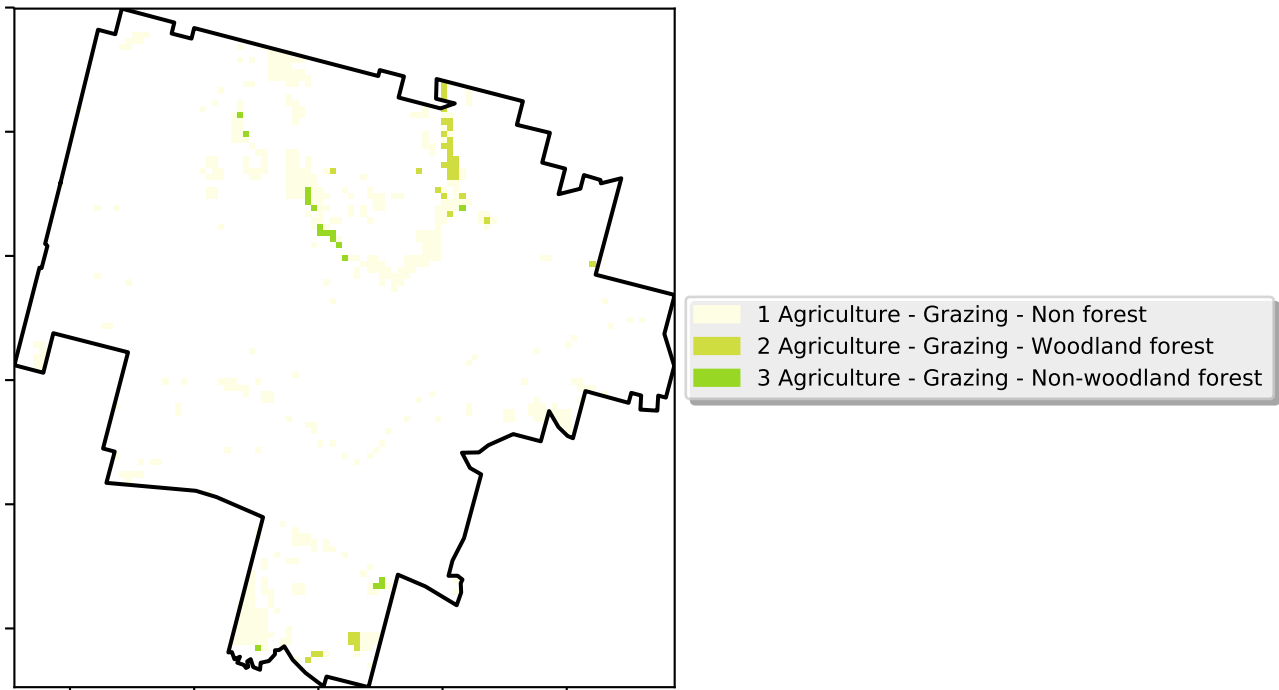 1 Agriculture - Grazing - Non forest
2 Agriculture - Grazing - Woodland forest
3 Agriculture - Grazing - Non-woodland forest